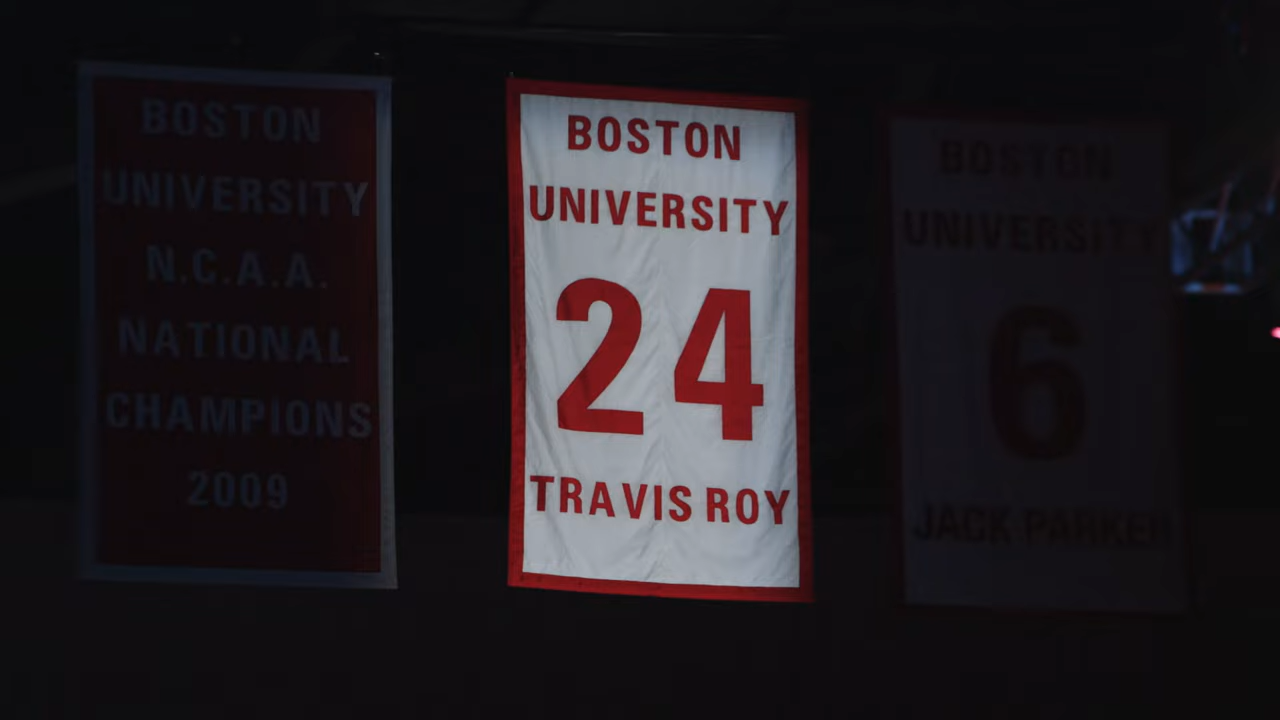 BOSTON
UNIVERSITY
N.C.A.A.
NATIONAL
CHAMPIONS
2009
BOSTON
UNIVERSITY
24
TRAVIS ROY
BOSTON
UNIVERSITY
6
JACK PARKER